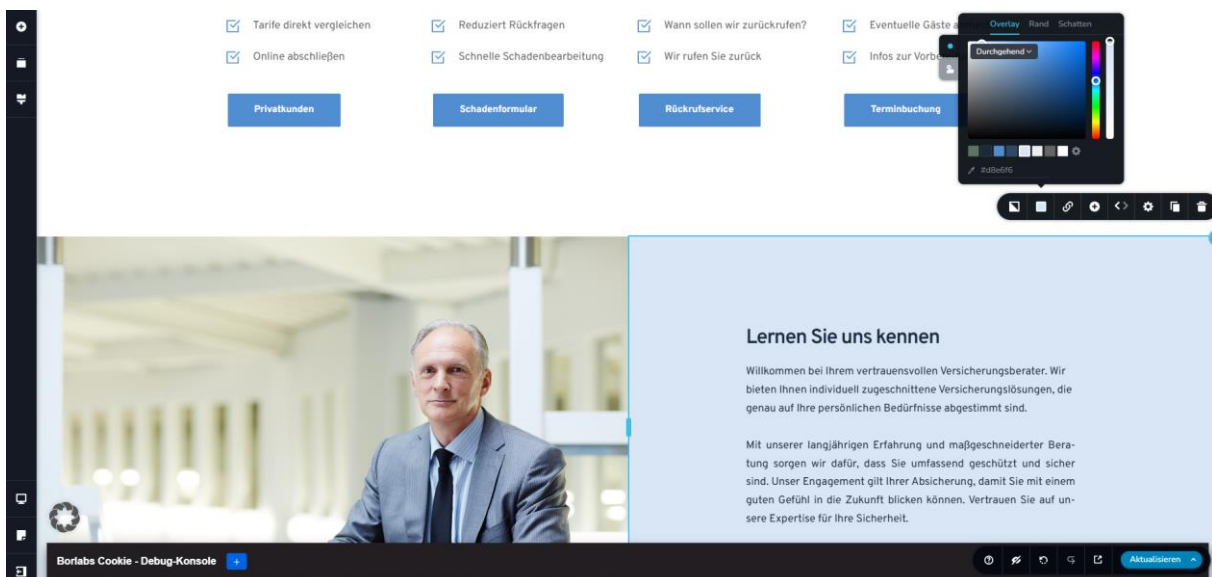 Tarife direkt vergleichen
Reduziert Rückfragen
Wann sollen wir zurückrufen?
Eventuelle Gäste
Online abschließen
Schnelle Schadenbearbeitung
Wir rufen Sie zurück
Infos zur
Privatkunden
Schadenformular
Rückrufservice
Terminbuchung
Overlay Rand Schatten
Durchgehend
#d8e6f6
Lernen Sie uns kennen
Willkommen bei Ihrem vertrauensvollen Versicherungsberater. Wir
bieten Ihnen individuell zugeschnittene Versicherungslösungen, die
genau auf Ihre persönlichen Bedürfnisse abgestimmt sind.
Mit unserer langjährigen Erfahrung und maßgeschneiderter Bera-
tung sorgen wir dafür, dass Sie umfassend geschützt und sicher
sind. Unser Engagement gilt Ihrer Absicherung, damit Sie mit einem
guten Gefühl in die Zukunft blicken können. Vertrauen Sie auf un-
sere Expertise für Ihre Sicherheit.
Borlabs Cookie - Debug-Konsole +
Aktualisieren